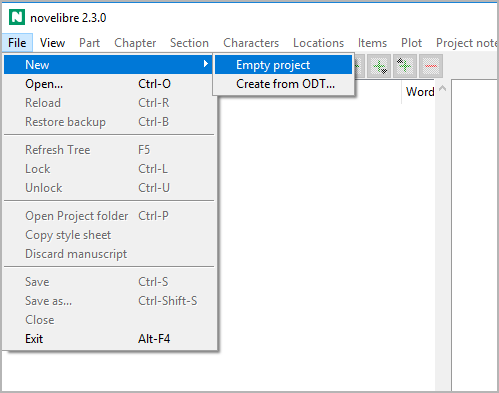 novelibre 2.3.0
File View Part Chapter Section Characters Locations Items Plot Project note
New
Empty project
Open... Ctrl-O
Create from ODT...
Word
Reload Ctrl-R
Restore backup Ctrl-B
Refresh Tree F5
Lock Ctrl-L
Unlock Ctrl-U
Open Project folder Ctrl-P
Copy style sheet
Discard manuscript
Save Ctrl-S
Save as... Ctrl-Shift-S
Close
Exit Alt-F4